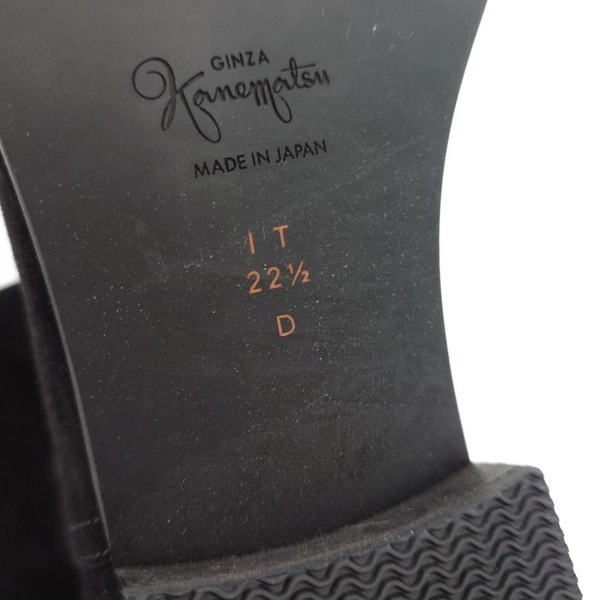 GINZA
Kanematsu
MADE IN JAPAN
I T
22½
D